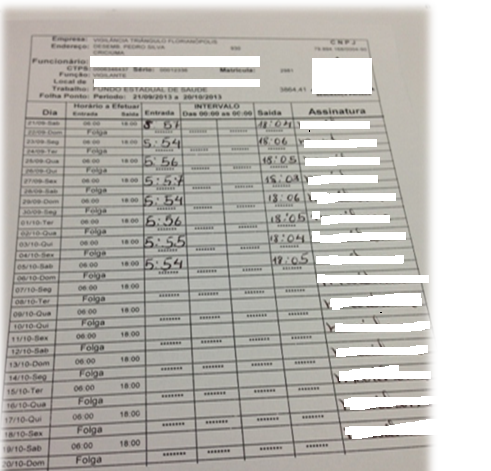 Empresa: VIGILÂNCIA TRIÂNGULO FLORIANÓPOLIS CNPJ
Endereço: DESEMB. PEDRO SILVA
CRICIUMA
Funcionário:
CTPS: Série: Matrícula: 2981
Função: VIGILANTE
Local de
Trabalho: FUNDO ESTADUAL DE SAUDE 3864.41
Folha Ponto: Período: 21/09/2013 a 20/10/2013
Dia Horário a Efetuar Entrada INTERVALO Saída Assinatura
Entrada Saída Das 00:00 as 00:00
21/09-Sab 06:00 18:00 5:57 ******* ******* 18:04
22/09-Dom Folga ******* ******* ******* *******
23/09-Seg 06:00 18:00 5:54 ******* ******* 18:06
24/09-Ter Folga ******* ******* ******* *******
25/09-Qua 06:00 18:00 5:56 ******* ******* 18:05
26/09-Qui Folga ******* ******* ******* *******
27/09-Sex 06:00 18:00 5:57 ******* ******* 18:03
28/09-Sab Folga ******* ******* ******* *******
29/09-Dom 06:00 18:00 5:54 ******* ******* 18:06
30/09-Seg Folga ******* ******* ******* *******
01/10-Ter 06:00 18:00 5:56 ******* ******* 18:05
02/10-Qua Folga ******* ******* ******* *******
03/10-Qui 06:00 18:00 5:55 ******* ******* 18:04
04/10-Sex Folga ******* ******* ******* *******
05/10-Sab 06:00 18:00 5:54 ******* ******* 18:05
06/10-Dom Folga ******* ******* ******* *******
07/10-Seg 06:00 18:00 ******* *******
08/10-Ter Folga ******* ******* ******* *******
09/10-Qua 06:00 18:00 ******* *******
10/10-Qui Folga ******* ******* ******* *******
11/10-Sex 06:00 18:00 ******* *******
12/10-Sab Folga ******* ******* ******* *******
13/10-Dom 06:00 18:00 ******* *******
14/10-Seg Folga ******* ******* ******* *******
15/10-Ter 06:00 18:00 ******* *******
16/10-Qua Folga ******* ******* ******* *******
17/10-Qui 06:00 18:00 ******* *******
18/10-Sex Folga ******* ******* ******* *******
19/10-Sab 06:00 18:00 ******* *******
20/10-Dom Folga ******* ******* ******* *******